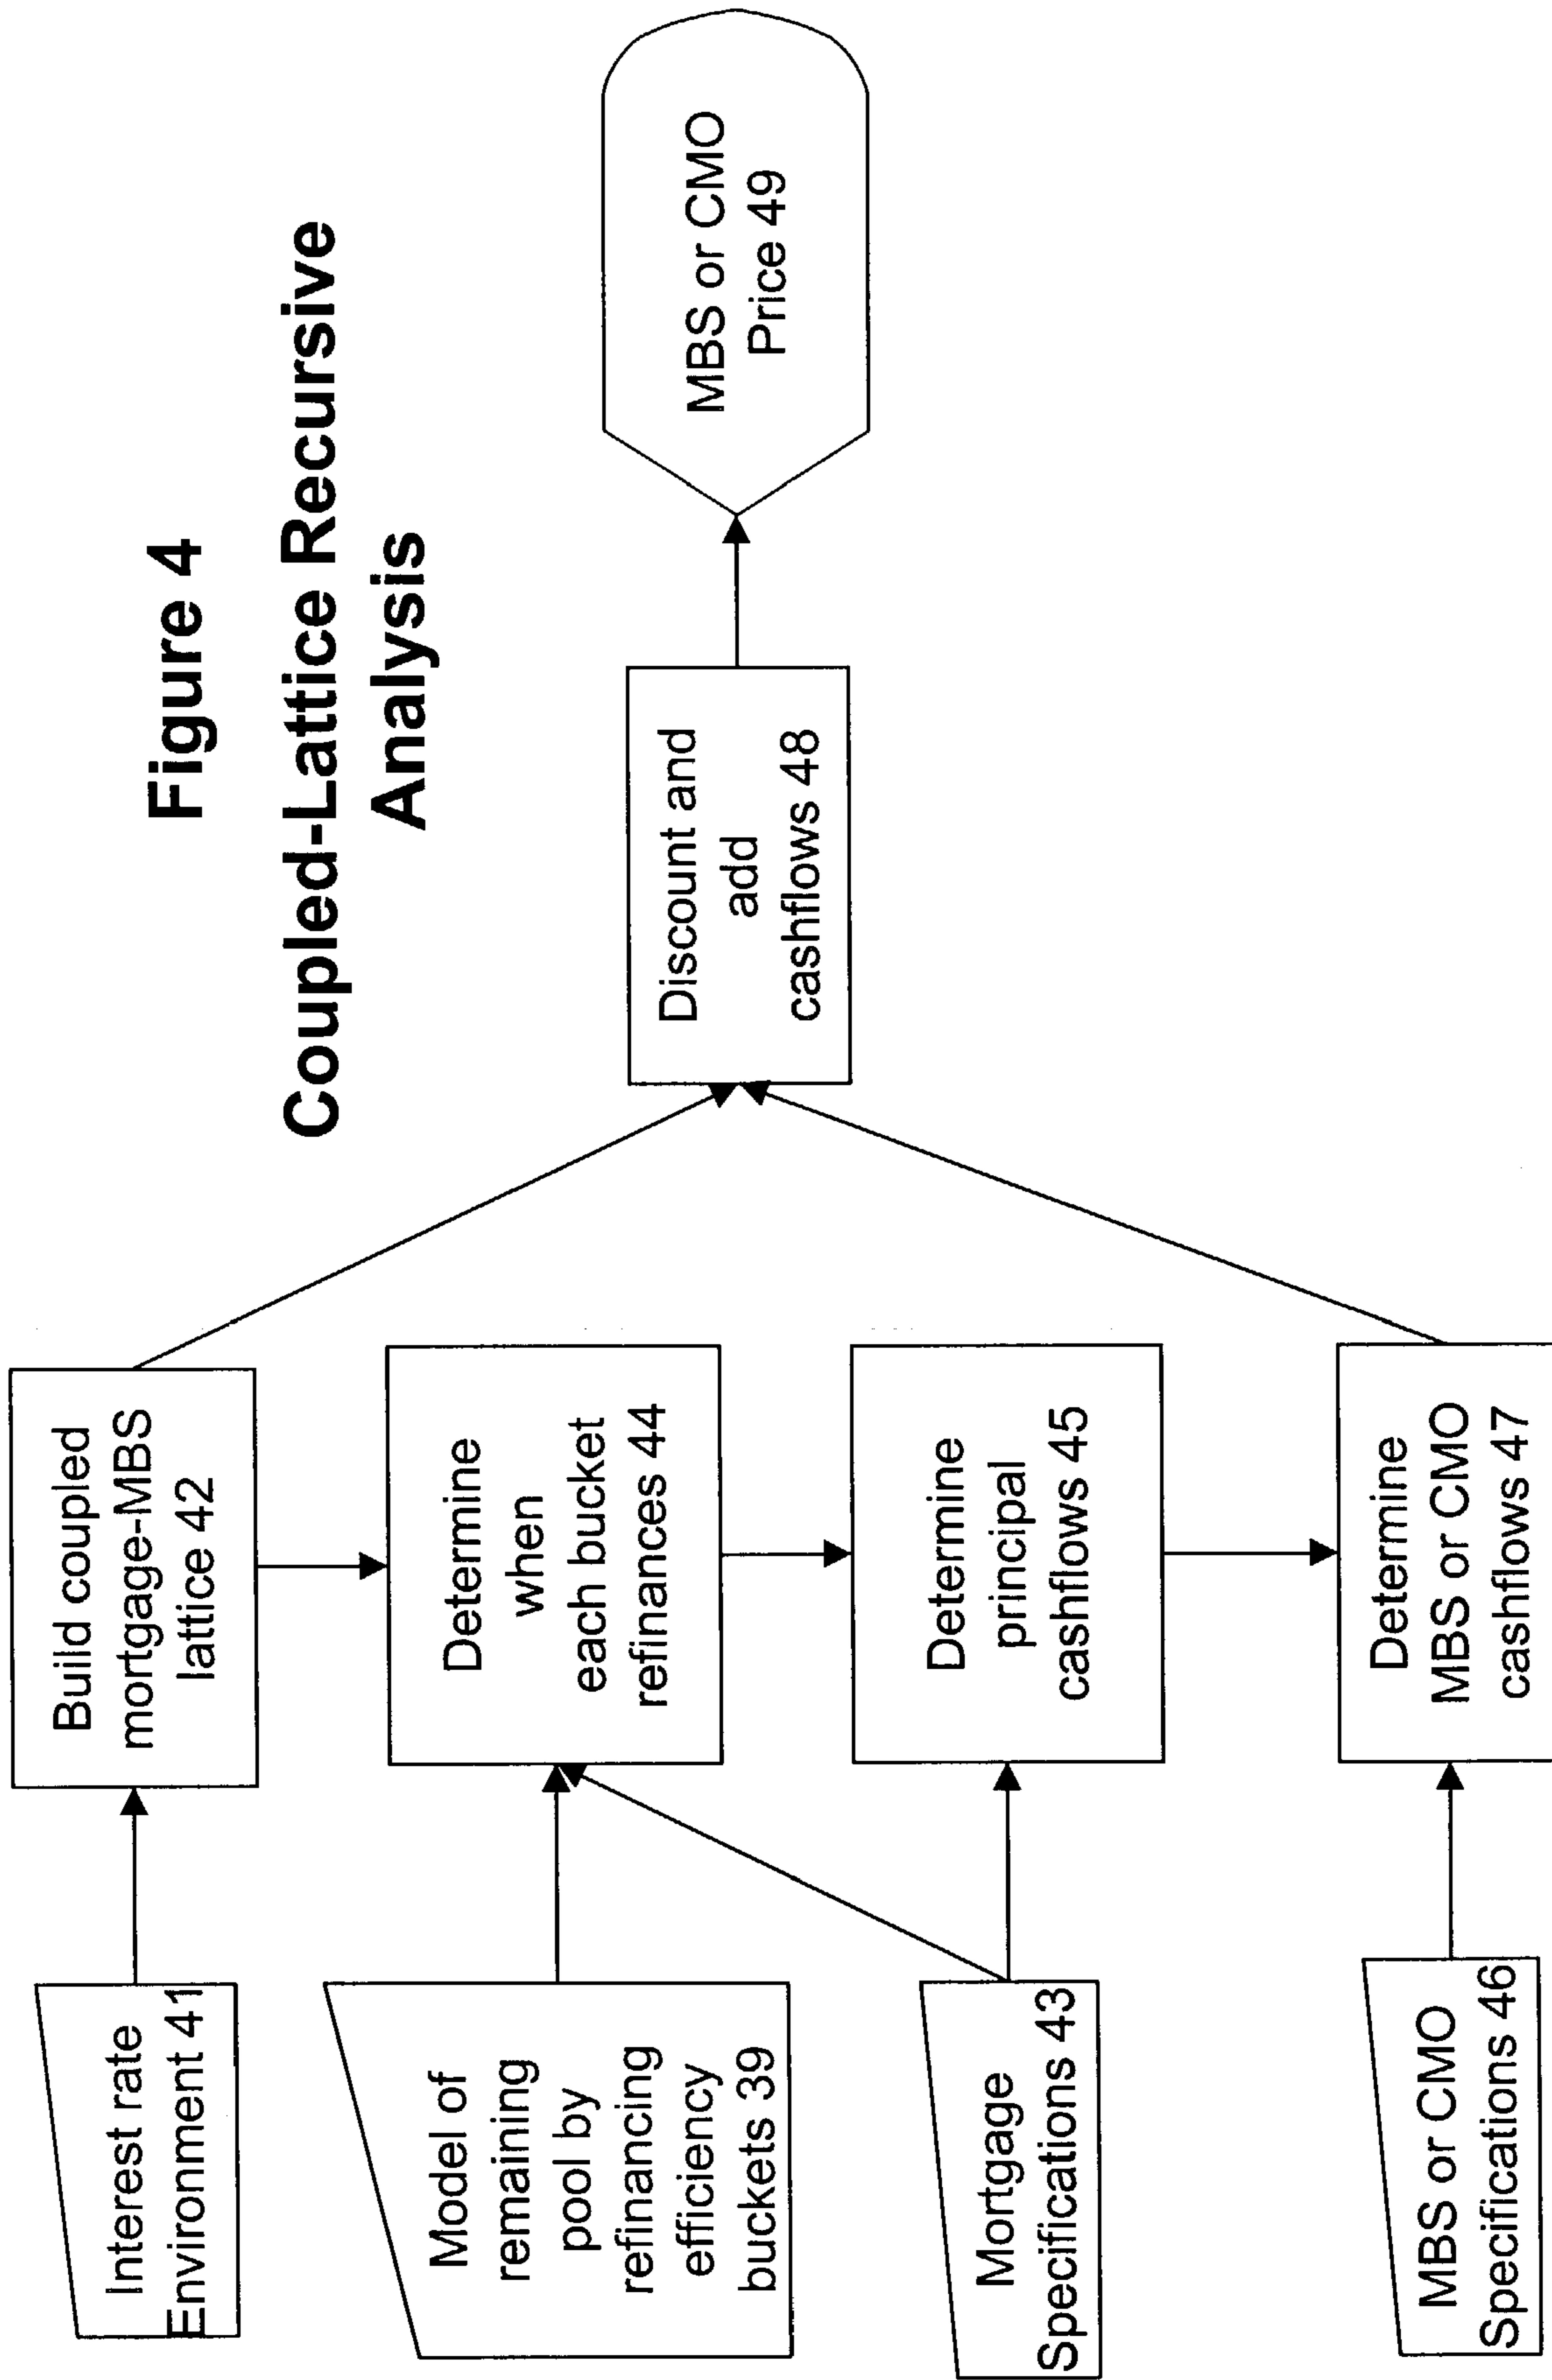 Figure 4
Coupled-Lattice Recursive
Analysis
Interest rate
Environment 41
Build coupled
mortgage-MBS
lattice 42
Model of
remaining
pool by
refinancing
efficiency
buckets 39
Determine
when
each bucket
refinances 44
Mortgage
Specifications 43
Determine
principal
cashflows 45
MBS or CMO
Specifications 46
Determine
MBS or CMO
cashflows 47
Discount and
add
cashflows 48
MBS or CMO
Price 49